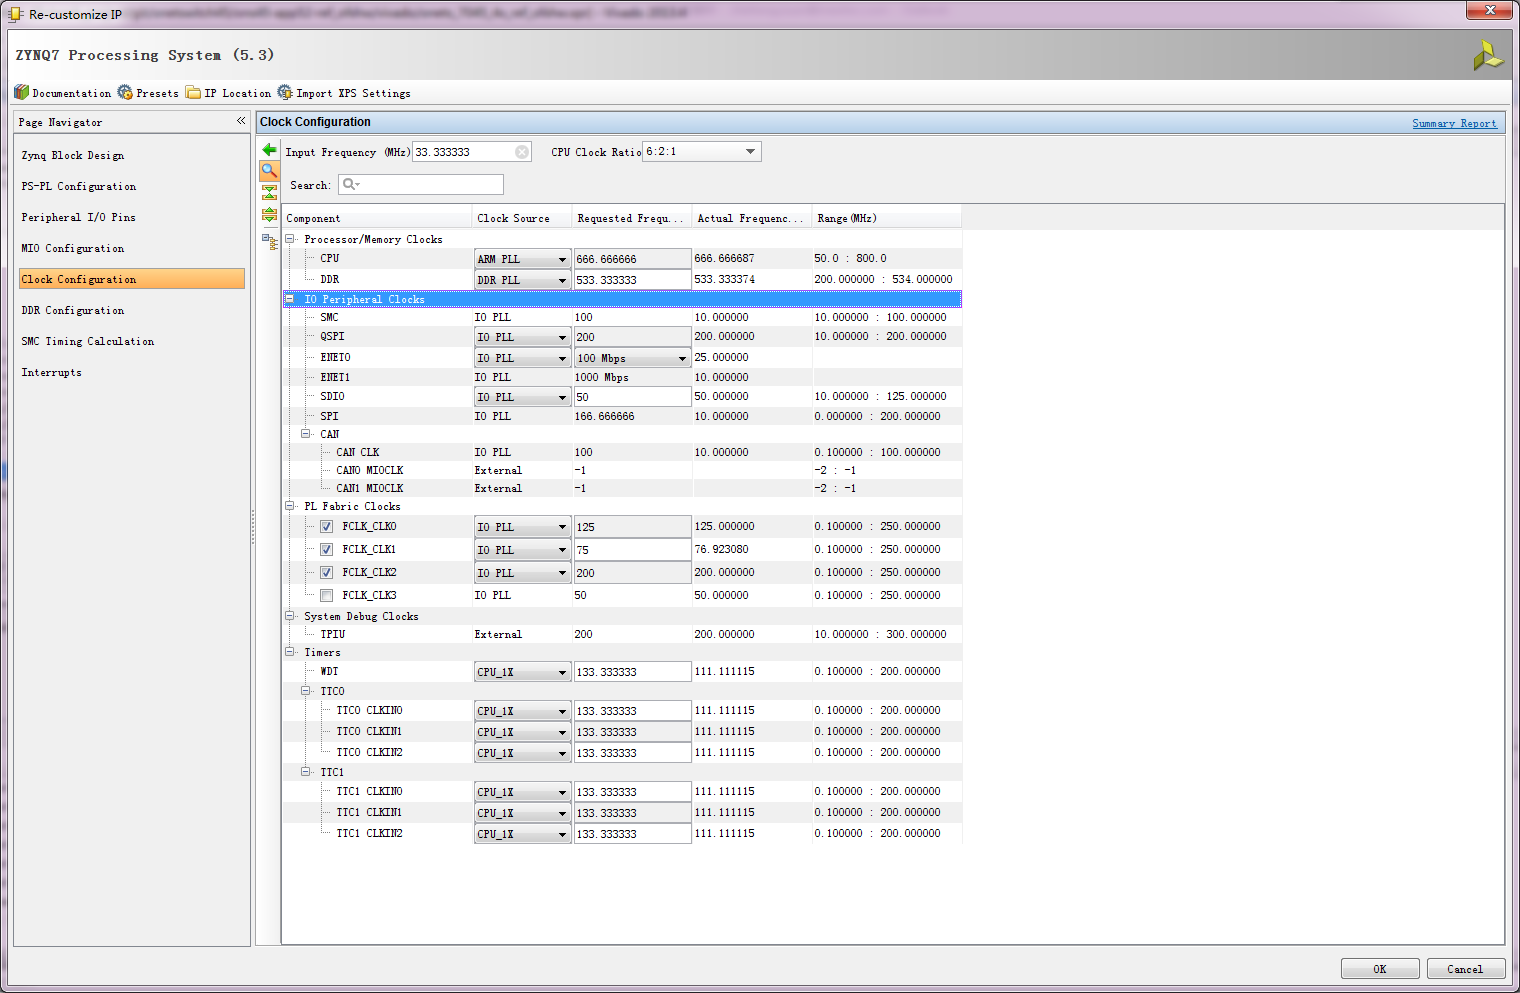 Re-customize IP
ZYNQ7 Processing System (5.3)
Documentation Presets IP Location Import XPS Settings
Page Navigator
Zynq Block Design
PS-PL Configuration
Peripheral I/O Pins
MIO Configuration
Clock Configuration
DDR Configuration
SMC Timing Calculation
Interrupts
Clock Configuration Summary Report
Input Frequency (MHz) 33.333333 CPU Clock Ratio 6:2:1
Search:
Component Clock Source Requested Frequ... Actual Frequenc... Range(MHz)
Processor/Memory Clocks
CPU ARM PLL 666.666666 666.666687 50.0 : 800.0
DDR DDR PLL 533.333333 533.333374 200.000000 : 534.000000
IO Peripheral Clocks
SMC IO PLL 100 10.000000 10.000000 : 100.000000
QSPI IO PLL 200 200.000000 10.000000 : 200.000000
ENET0 IO PLL 100 Mbps 25.000000
ENET1 IO PLL 1000 Mbps 10.000000
SDIO IO PLL 50 50.000000 10.000000 : 125.000000
SPI IO PLL 166.666666 10.000000 0.000000 : 200.000000
CAN
CAN CLK IO PLL 100 10.000000 0.100000 : 100.000000
CAN0 MIOCLK External -1 -2 : -1
CAN1 MIOCLK External -1 -2 : -1
PL Fabric Clocks
FCLK_CLK0 IO PLL 125 125.000000 0.100000 : 250.000000
FCLK_CLK1 IO PLL 75 76.923080 0.100000 : 250.000000
FCLK_CLK2 IO PLL 200 200.000000 0.100000 : 250.000000
FCLK_CLK3 IO PLL 50 50.000000 0.100000 : 250.000000
System Debug Clocks
TPIU External 200 200.000000 10.000000 : 300.000000
Timers
WDT CPU_1X 133.333333 111.111115 0.100000 : 200.000000
TTC0
TTC0 CLKIN0 CPU_1X 133.333333 111.111115 0.100000 : 200.000000
TTC0 CLKIN1 CPU_1X 133.333333 111.111115 0.100000 : 200.000000
TTC0 CLKIN2 CPU_1X 133.333333 111.111115 0.100000 : 200.000000
TTC1
TTC1 CLKIN0 CPU_1X 133.333333 111.111115 0.100000 : 200.000000
TTC1 CLKIN1 CPU_1X 133.333333 111.111115 0.100000 : 200.000000
TTC1 CLKIN2 CPU_1X 133.333333 111.111115 0.100000 : 200.000000
OK Cancel